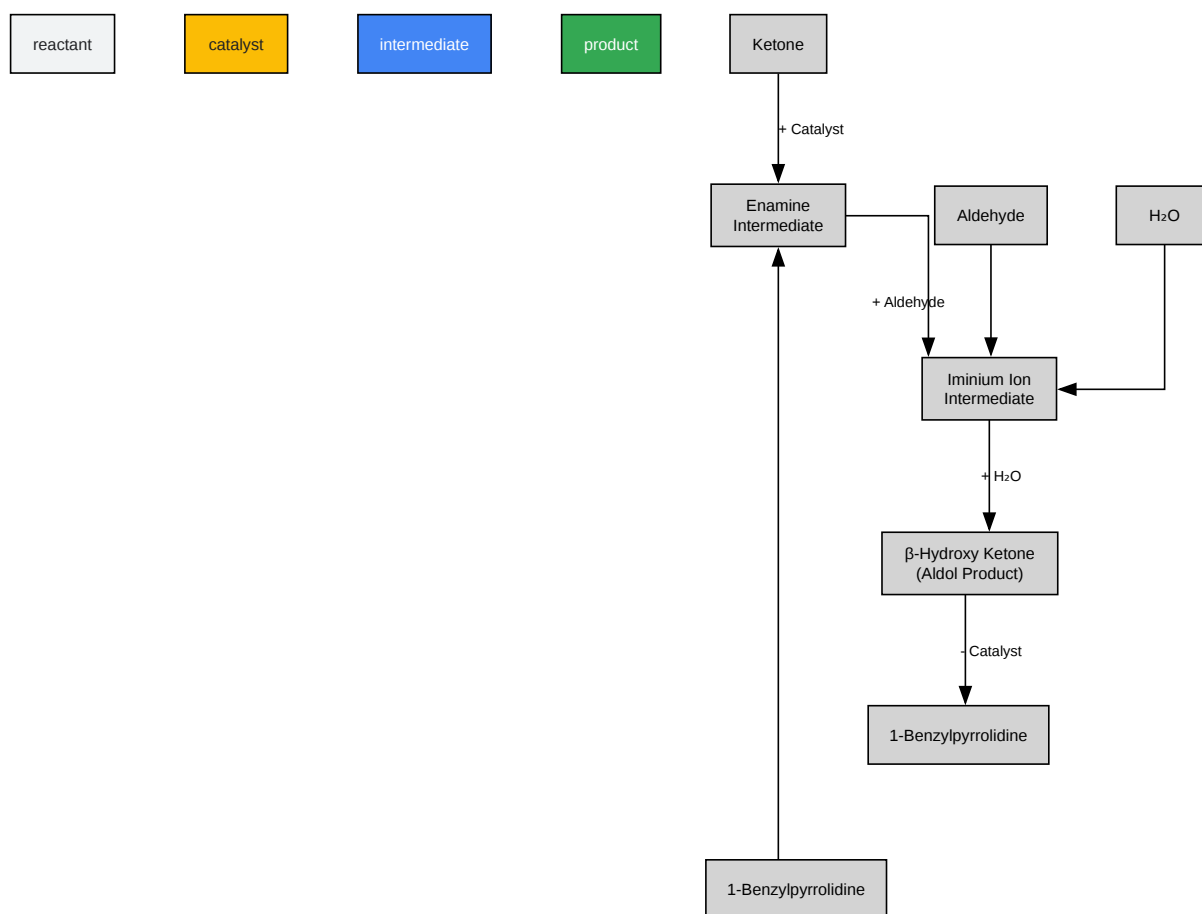 reactant
catalyst
intermediate
product
Ketone
+ Catalyst
Enamine
Intermediate
Aldehyde
H₂O
+ Aldehyde
Iminium Ion
Intermediate
+ H₂O
β-Hydroxy Ketone
(Aldol Product)
- Catalyst
1-Benzylpyrrolidine
1-Benzylpyrrolidine